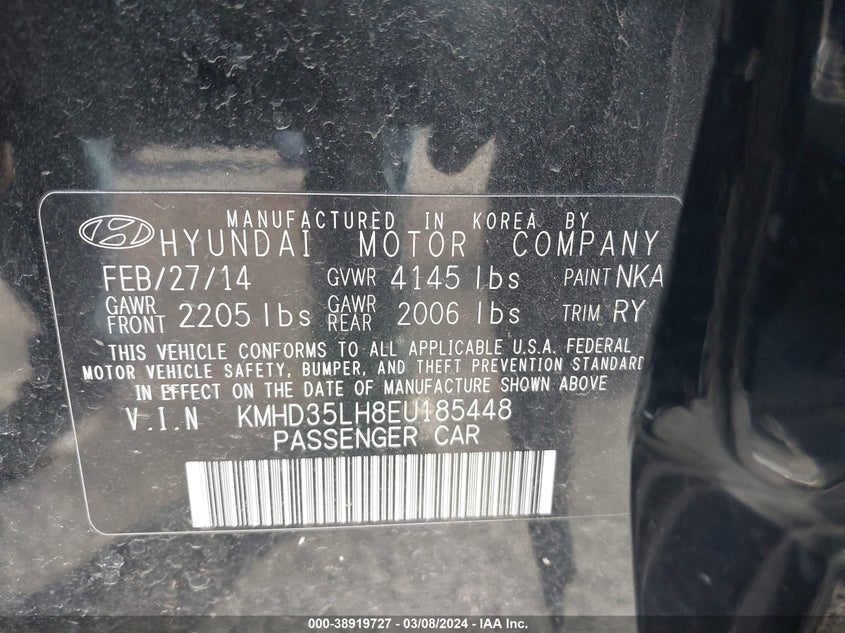 MANUFACTURED IN KOREA BY
HYUNDAI MOTOR COMPANY
FEB/27/14 GVWR 4145 lbs PAINT NKA
GAWR FRONT 2205 lbs GAWR REAR 2006 lbs TRIM RY
THIS VEHICLE CONFORMS TO ALL APPLICABLE U.S.A. FEDERAL
MOTOR VEHICLE SAFETY, BUMPER, AND THEFT PREVENTION STANDARD
IN EFFECT ON THE DATE OF MANUFACTURE SHOWN ABOVE
V.I.N KMHD35LH8EU185448
PASSENGER CAR
000-38919727 - 03/08/2024 - IAA Inc.